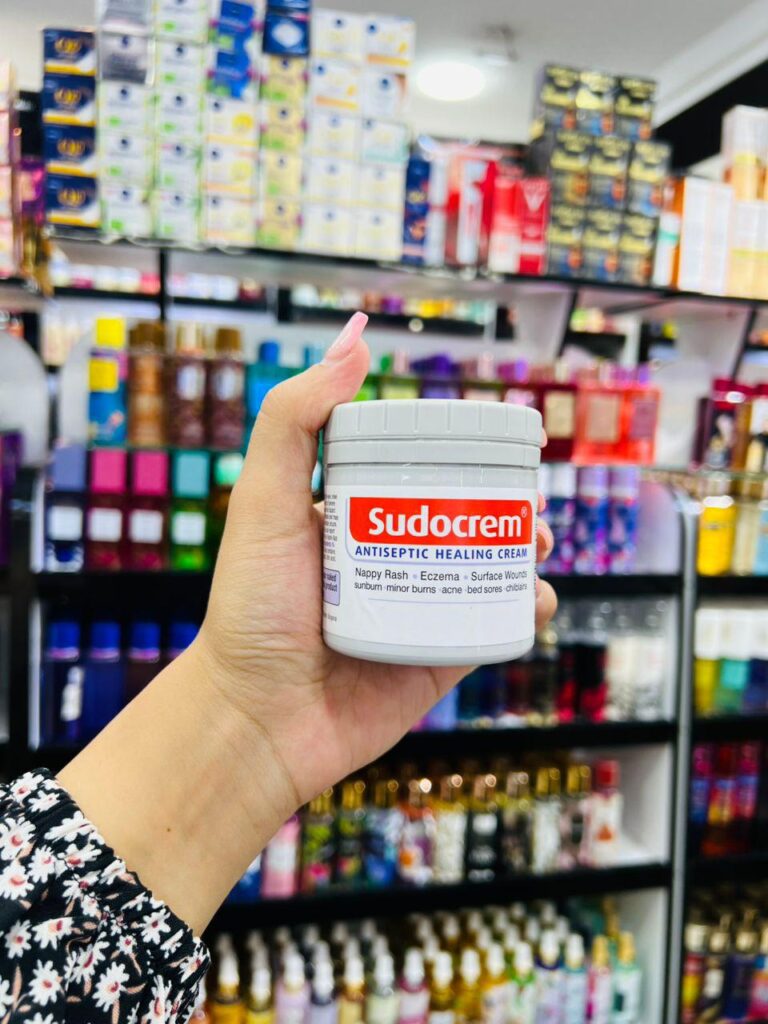 Sudocrem®
ANTISEPTIC HEALING CREAM
Nappy Rash • Eczema • Surface Wounds
sunburn · minor burns · acne · bed sores · chilblains